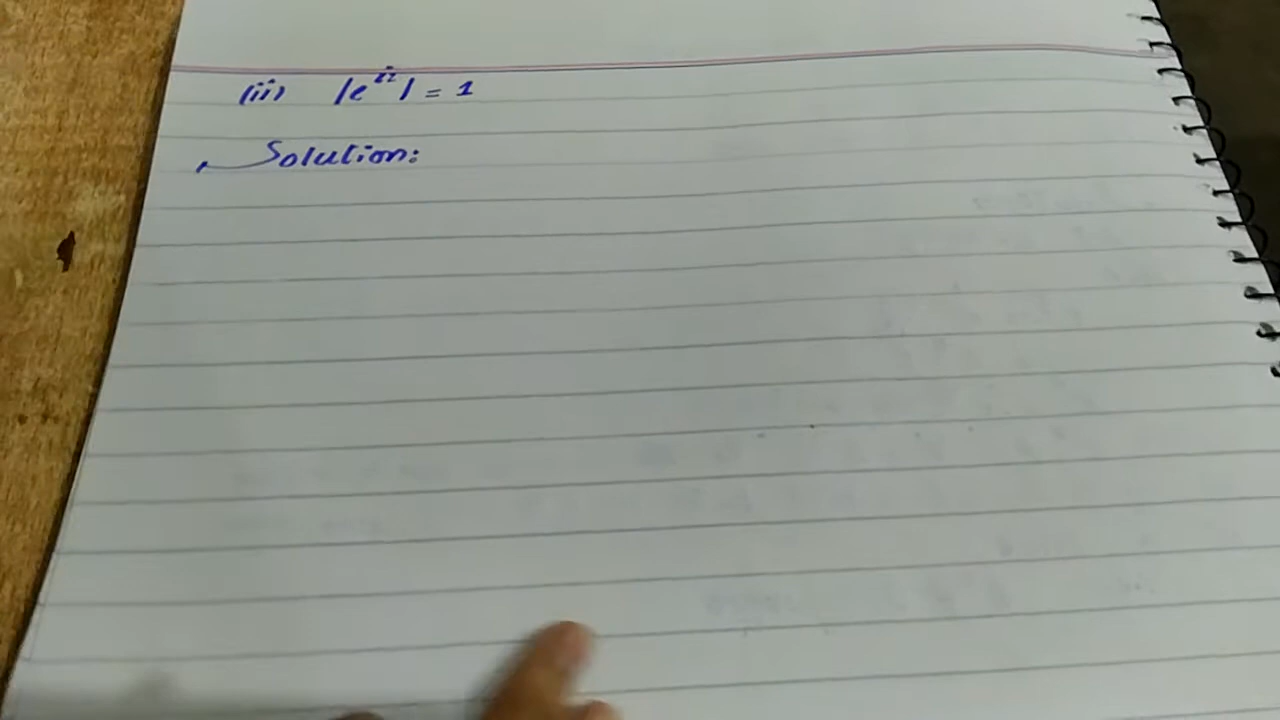 (ii) |e^{iz}| = 1
Solution: